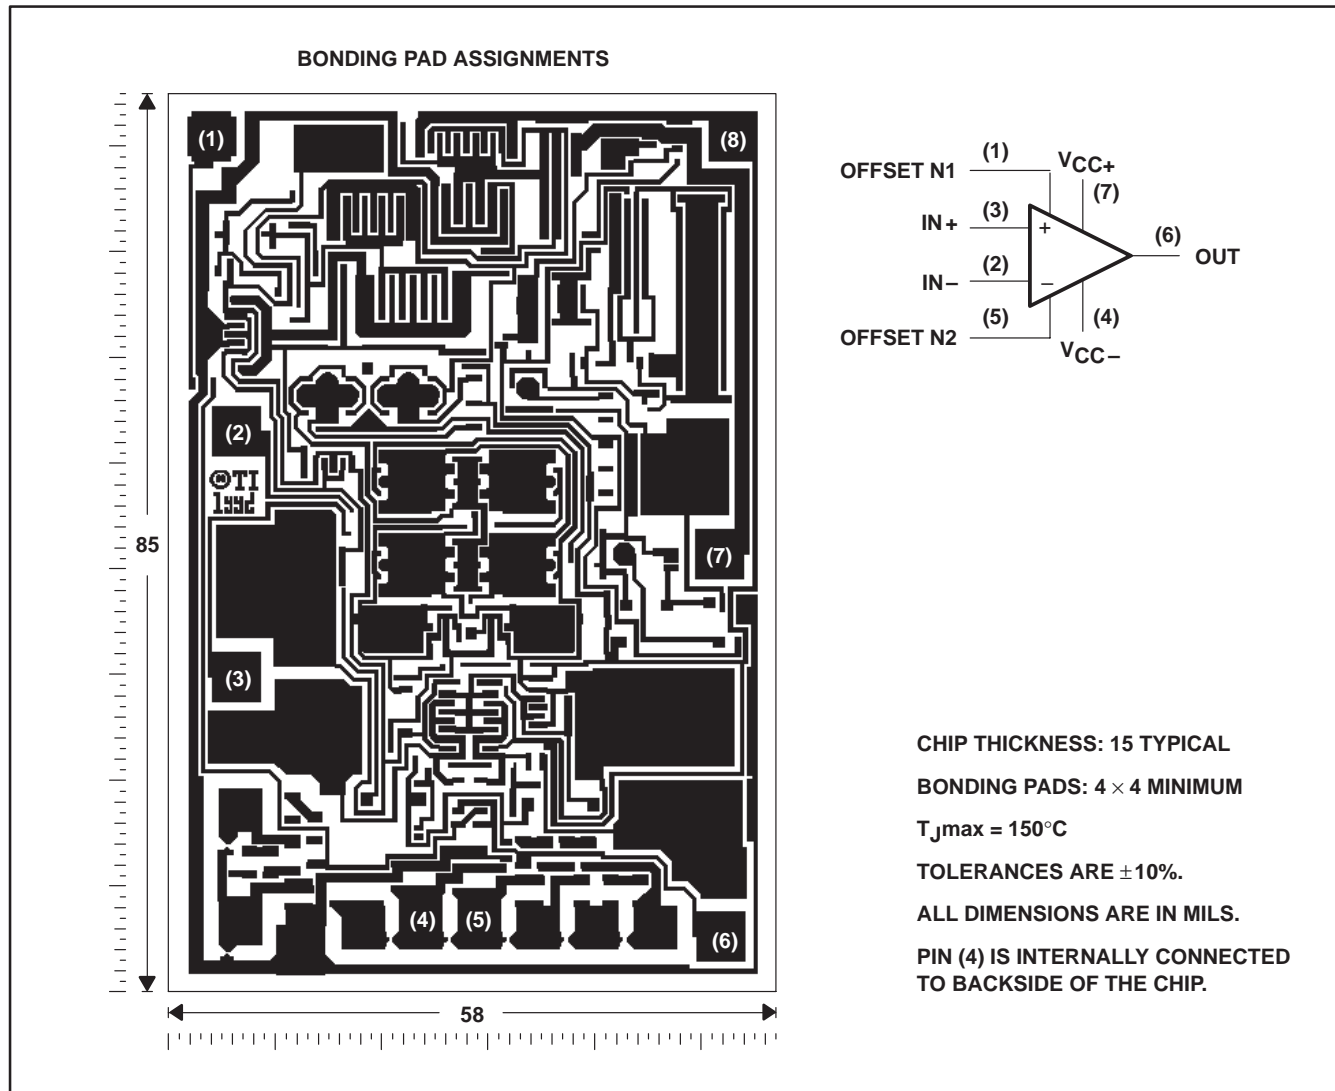 BONDING PAD ASSIGNMENTS
(1)
(8)
(2)
©TI
1992
(7)
(3)
(4)
(5)
(6)
85
58
(1)
OFFSET N1
VCC+
(7)
(3)
IN+
+
(6)
OUT
(2)
IN−
−
(5)
(4)
OFFSET N2
VCC−
CHIP THICKNESS: 15 TYPICAL
BONDING PADS: 4 × 4 MINIMUM
TJmax = 150°C
TOLERANCES ARE ±10%.
ALL DIMENSIONS ARE IN MILS.
PIN (4) IS INTERNALLY CONNECTED
TO BACKSIDE OF THE CHIP.